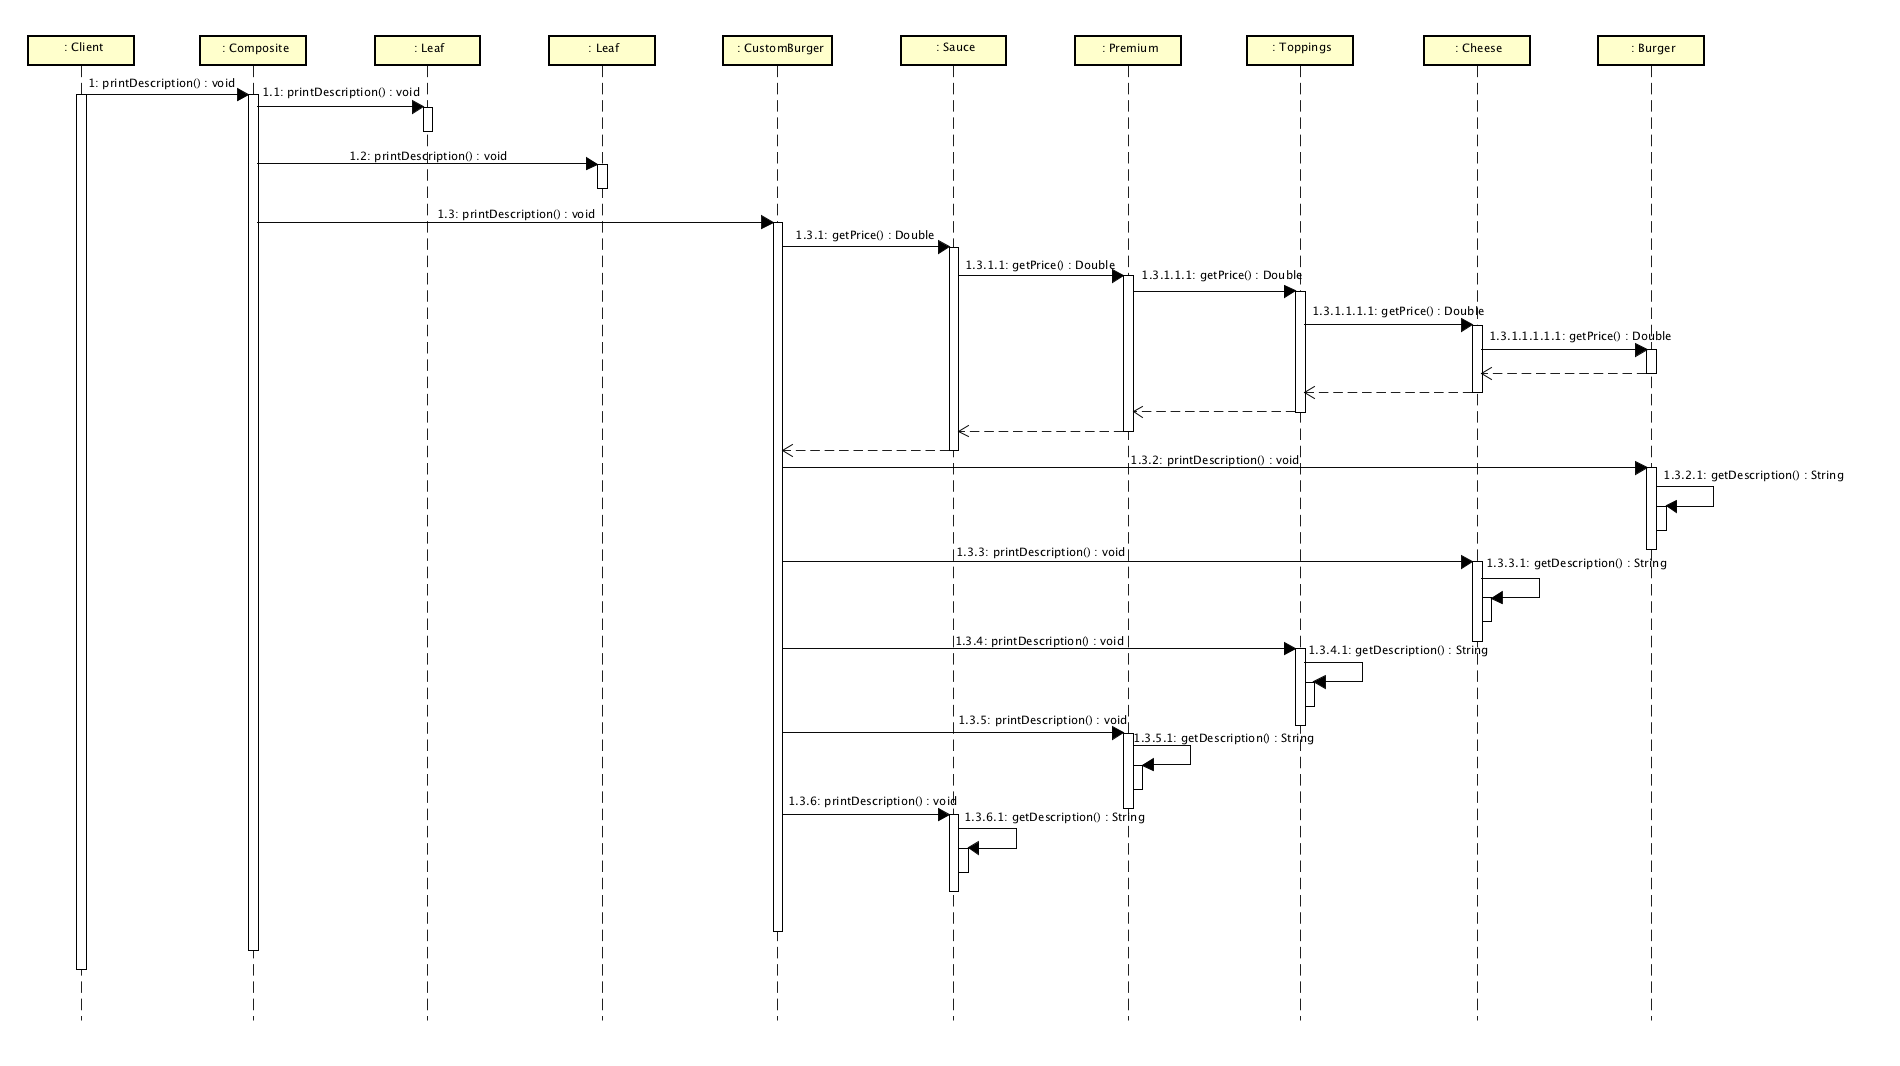 : Client
: Composite
: Leaf
: Leaf
: CustomBurger
: Sauce
: Premium
: Toppings
: Cheese
: Burger
1: printDescription() : void
1.1: printDescription() : void
1.2: printDescription() : void
1.3: printDescription() : void
1.3.1: getPrice() : Double
1.3.1.1: getPrice() : Double
1.3.1.1.1: getPrice() : Double
1.3.1.1.1.1: getPrice() : Double
1.3.1.1.1.1.1: getPrice() : Double
1.3.2: printDescription() : void
1.3.2.1: getDescription() : String
1.3.3: printDescription() : void
1.3.3.1: getDescription() : String
1.3.4: printDescription() : void
1.3.4.1: getDescription() : String
1.3.5: printDescription() : void
1.3.5.1: getDescription() : String
1.3.6: printDescription() : void
1.3.6.1: getDescription() : String